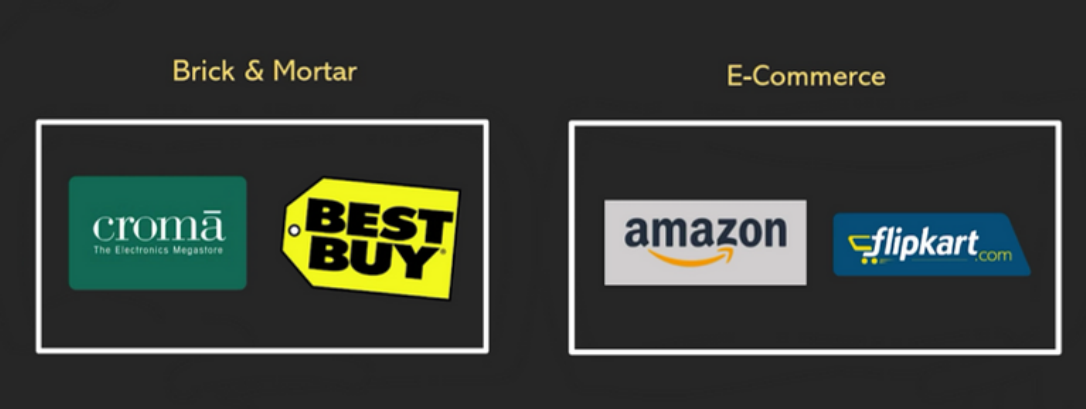 Brick & Mortar
cromā
The Electronics Megastore
BEST
BUY
E-Commerce
amazon
flipkart.com